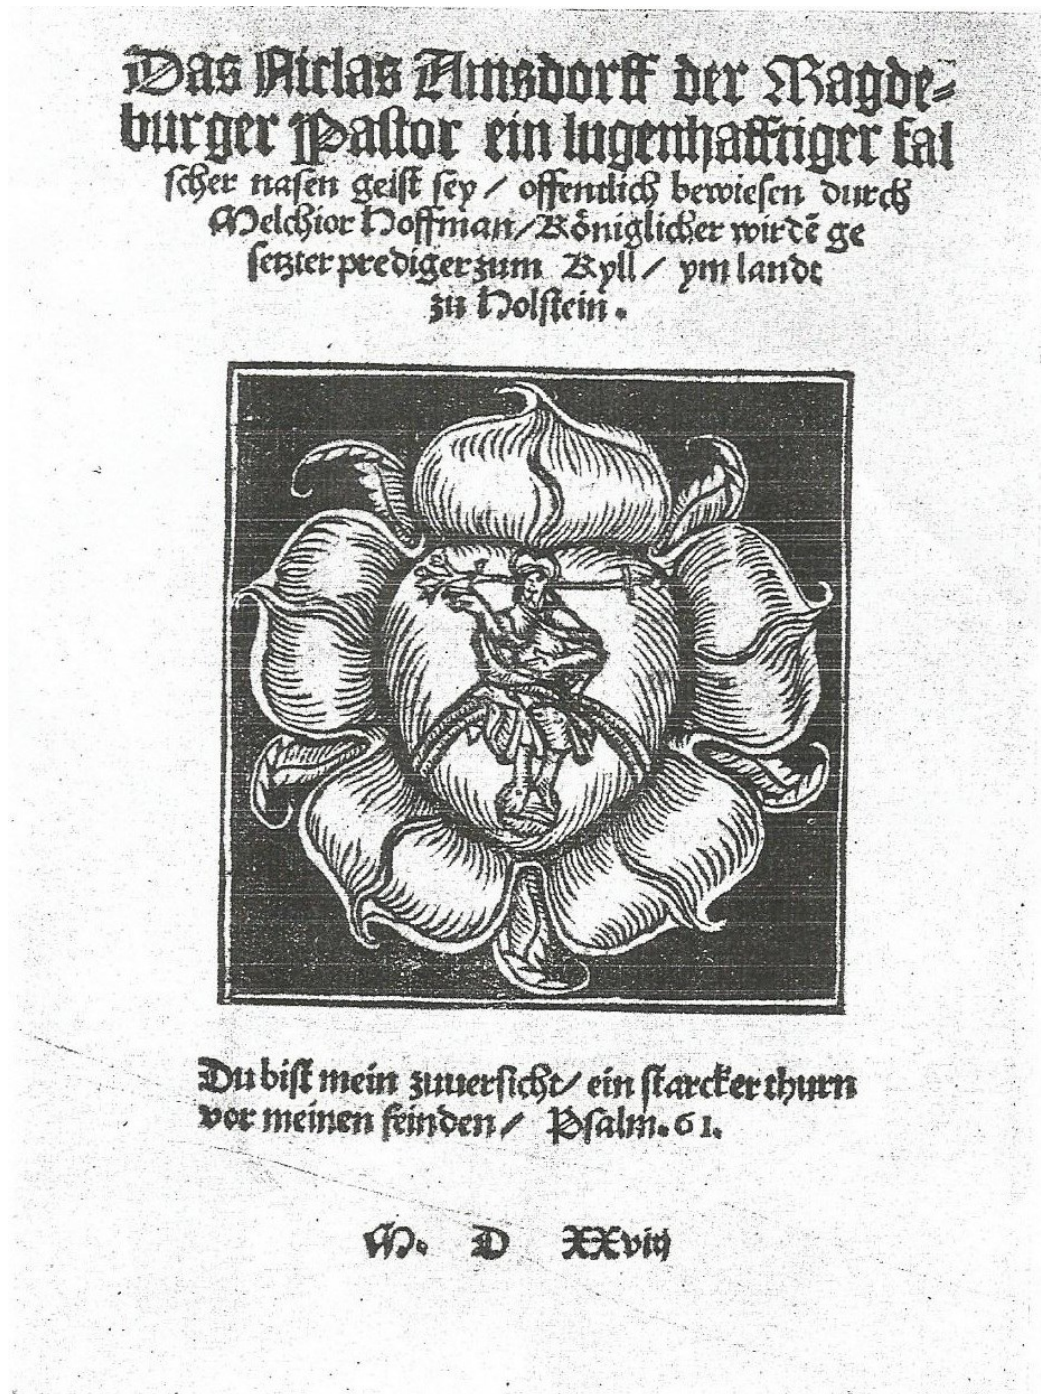 Das Niclas Amsdorff der Magde⸗
burger Pastor ein lugenhafftiger fal
scher nasen geist sey / offentlich bewiesen durch
Melchior Hoffman / Königlicher wirdẽ ge
setzter prediger zum Kyll / ym landt
zu Holstein .
Du bist mein zuuersicht / ein starcker thurn
vor meinen feinden / Psalm. 61.
M. D XXviij